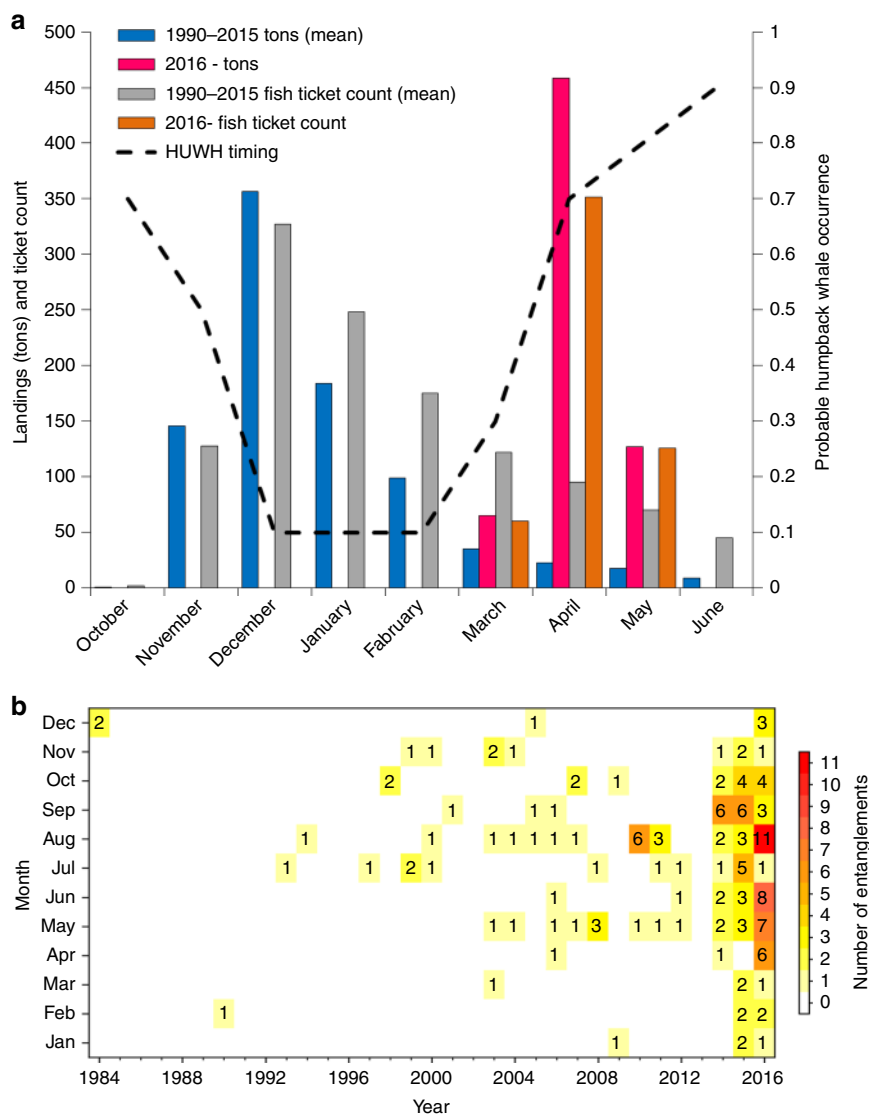 a
500
450
400
350
300
250
200
150
100
50
0
Landings (tons) and ticket count
1990–2015 tons (mean)
2016 - tons
1990–2015 fish ticket count (mean)
2016- fish ticket count
HUWH timing
1
0.9
0.8
0.7
0.6
0.5
0.4
0.3
0.2
0.1
0
Probable humpback whale occurrence
October
November
December
January
Fabruary
March
April
May
June
b
Dec 2 1 3
Nov 1 1 2 1 1 2 1
Oct 2 2 1 2 4 4
Sep 1 1 1 6 6 3
Aug 1 1 1 1 1 1 1 6 3 2 3 11
Jul 1 1 2 1 1 1 1 1 5 1
Jun 1 1 2 3 8
May 1 1 1 1 3 1 1 1 2 3 7
Apr 1 1 6
Mar 1 2 1
Feb 1 2 2
Jan 1 2 1
Month
1984 1988 1992 1996 2000 2004 2008 2012 2016
Year
11
10
9
8
7
6
5
4
3
2
1
0
Number of entanglements